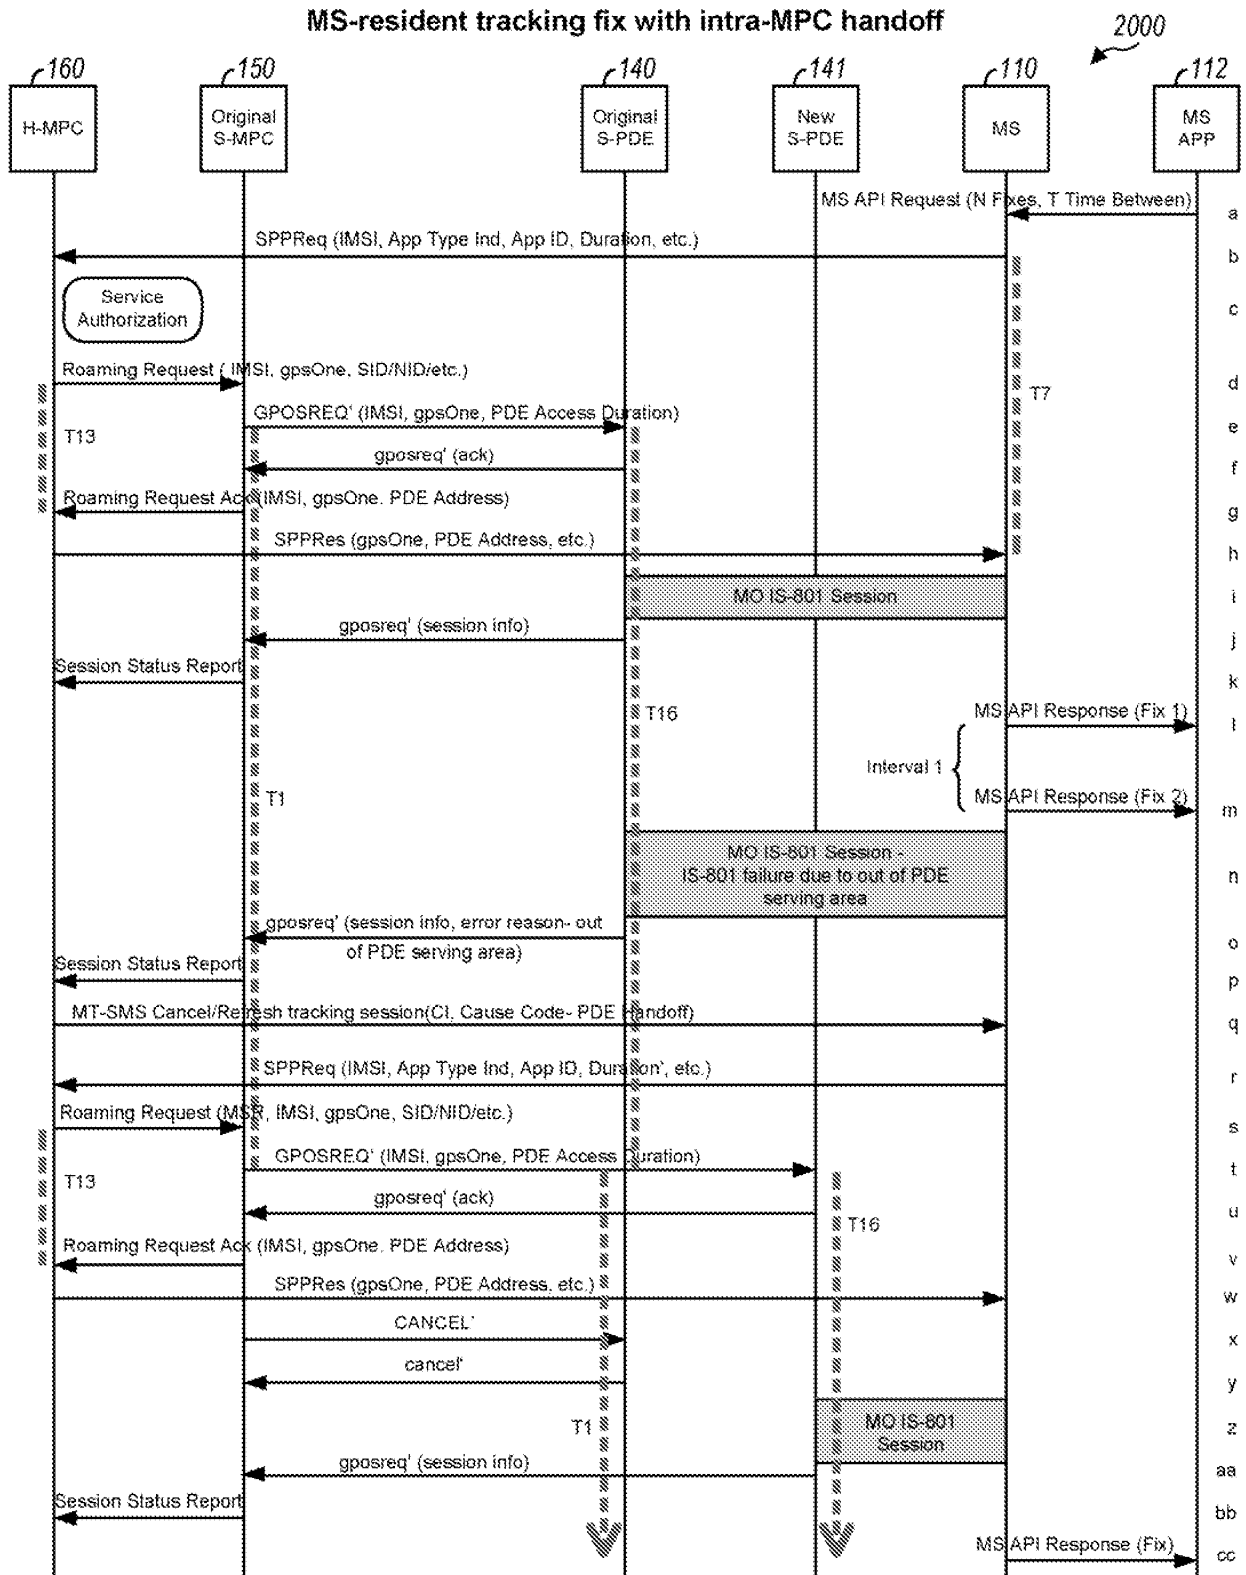 MS-resident tracking fix with intra-MPC handoff
2000
160
150
140
141
110
112
H-MPC
Original
S-MPC
Original
S-PDE
New
S-PDE
MS
MS
APP
MS API Request (N Fixes, T Time Between)
a
SPPReq (IMSI, App Type Ind, App ID, Duration, etc.)
b
Service
Authorization
c
Roaming Request ( IMSI, gpsOne, SID/NID/etc.)
d
T7
GPOSREQ' (IMSI, gpsOne, PDE Access Duration)
e
T13
gposreq' (ack)
f
Roaming Request Ack (IMSI, gpsOne. PDE Address)
g
SPPRes (gpsOne, PDE Address, etc.)
h
MO IS-801 Session
i
gposreq' (session info)
j
Session Status Report
k
T16
MS API Response (Fix 1)
l
Interval 1
T1
MS API Response (Fix 2)
m
MO IS-801 Session -
IS-801 failure due to out of PDE
serving area
n
gposreq' (session info, error reason- out
of PDE serving area)
o
Session Status Report
p
MT-SMS Cancel/Refresh tracking session(CI, Cause Code- PDE Handoff)
q
SPPReq (IMSI, App Type Ind, App ID, Duration', etc.)
r
Roaming Request (MSR, IMSI, gpsOne, SID/NID/etc.)
s
GPOSREQ' (IMSI, gpsOne, PDE Access Duration)
t
T13
gposreq' (ack)
u
T16
Roaming Request Ack (IMSI, gpsOne. PDE Address)
v
SPPRes (gpsOne, PDE Address, etc.)
w
CANCEL'
x
cancel'
y
T1
MO IS-801
Session
z
gposreq' (session info)
aa
Session Status Report
bb
MS API Response (Fix)
cc